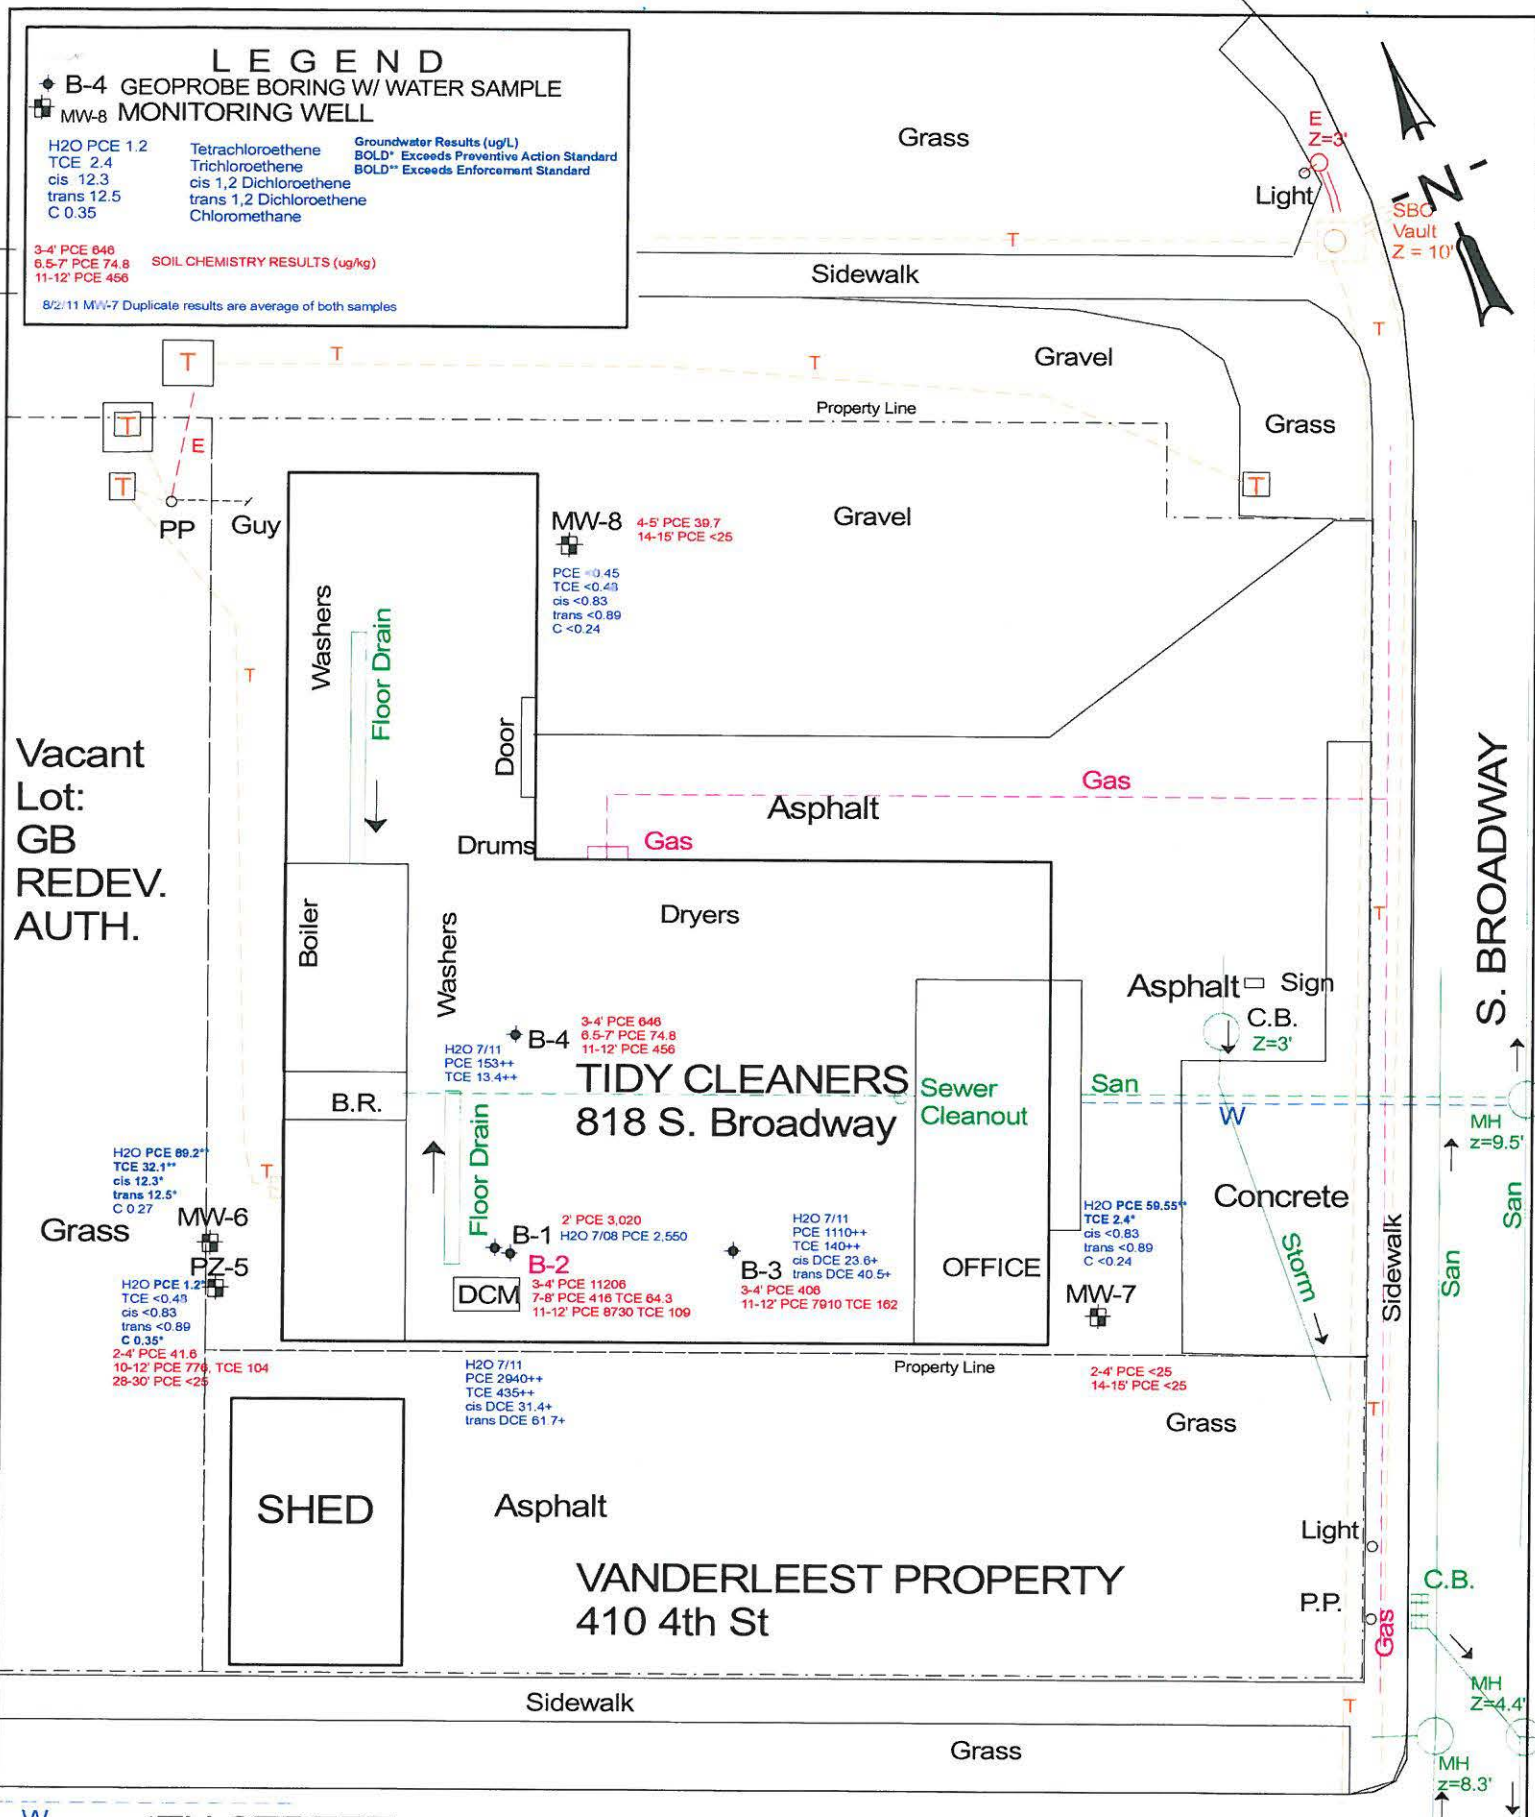 LEGEND
B-4 GEOPROBE BORING W/ WATER SAMPLE
MW-8 MONITORING WELL
H2O PCE 1.2 Tetrachloroethene
TCE 2.4 Trichloroethene
cis 12.3 cis 1,2 Dichloroethene
trans 12.5 trans 1,2 Dichloroethene
C 0.35 Chloromethane
Groundwater Results (ug/L)
BOLD* Exceeds Preventive Action Standard
BOLD** Exceeds Enforcement Standard
3-4' PCE 646
6.5-7' PCE 74.8
11-12' PCE 456
SOIL CHEMISTRY RESULTS (ug/kg)
8/2/11 MW-7 Duplicate results are average of both samples
Grass
E
Z=3'
Light
-N-
SBC
Vault
Z = 10'
T
Sidewalk
T
T
T
T
Gravel
Property Line
Grass
T
E
T
T
PP
Guy
MW-8
4-5' PCE 39.7
14-15' PCE <25
PCE <0.45
TCE <0.48
cis <0.83
trans <0.89
C <0.24
Gravel
Washers
Floor Drain
T
Door
Vacant
Lot:
GB
REDEV.
AUTH.
Gas
Asphalt
Gas
Drums
S. BROADWAY
Boiler
Washers
Dryers
T
Asphalt
Sign
C.B.
Z=3'
B-4
3-4' PCE 646
6.5-7' PCE 74.8
11-12' PCE 456
H2O 7/11
PCE 153++
TCE 13.4++
TIDY CLEANERS
818 S. Broadway
Sewer
Cleanout
San
W
B.R.
MH
z=9.5'
Floor Drain
H2O PCE 89.2**
TCE 32.1**
cis 12.3*
trans 12.5*
C 0.27
T
Grass
MW-6
PZ-5
H2O PCE 1.2*
TCE <0.48
cis <0.83
trans <0.89
C 0.35*
2-4' PCE 41.6
10-12' PCE 776, TCE 104
28-30' PCE <25
B-1
2' PCE 3,020
H2O 7/08 PCE 2,550
B-2
3-4' PCE 11206
7-8' PCE 416 TCE 64.3
11-12' PCE 8730 TCE 109
DCM
H2O 7/11
PCE 1110++
TCE 140++
cis DCE 23.6+
trans DCE 40.5+
B-3
3-4' PCE 406
11-12' PCE 7910 TCE 162
OFFICE
H2O PCE 59.55**
TCE 2.4*
cis <0.83
trans <0.89
C <0.24
MW-7
Concrete
Storm
Sidewalk
San
San
H2O 7/11
PCE 2940++
TCE 435++
cis DCE 31.4+
trans DCE 61.7+
Property Line
2-4' PCE <25
14-15' PCE <25
Grass
T
SHED
Asphalt
Light
VANDERLEEST PROPERTY
410 4th St
P.P.
C.B.
Gas
MH
Z=4.4'
Sidewalk
T
Grass
MH
z=8.3'
W